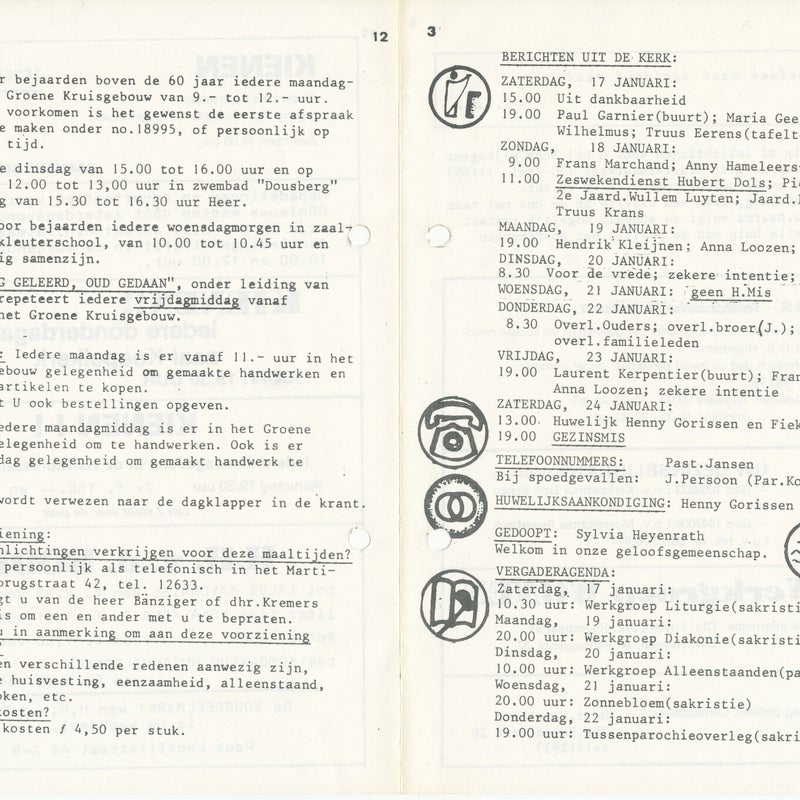 12
r bejaarden boven de 60 jaar iedere maandag-
Groene Kruisgebouw van 9.- tot 12.- uur.
voorkomen is het gewenst de eerste afspraak
e maken onder no.18995, of persoonlijk op
tijd.
e dinsdag van 15.00 tot 16.00 uur en op
12.00 tot 13,00 uur in zwembad "Dousberg"
g van 15.30 tot 16.30 uur Heer.
oor bejaarden iedere woensdagmorgen in zaal-
kleuterschool, van 10.00 tot 10.45 uur en
ig samenzijn.
G GELEERD, OUD GEDAAN", onder leiding van
repeteert iedere vrijdagmiddag vanaf
het Groene Kruisgebouw.
: Iedere maandag is er vanaf 11.- uur in het
ebouw gelegenheid om gemaakte handwerken en
artikelen te kopen.
t U ook bestellingen opgeven.
edere maandagmiddag is er in het Groene
elegenheid om te handwerken. Ook is er
dag gelegenheid om gemaakt handwerk te
wordt verwezen naar de dagklapper in de krant.
iening:
nlichtingen verkrijgen voor deze maaltijden?
persoonlijk als telefonisch in het Marti-
brugstraat 42, tel. 12633.
gt u van de heer Bänziger of dhr.Kremers
is om een en ander met u te bepraten.
u in aanmerking om aan deze voorziening
en verschillende redenen aanwezig zijn,
e huisvesting, eenzaamheid, alleenstaand,
oken, etc.
kosten?
kosten ƒ 4,50 per stuk.
3
BERICHTEN UIT DE KERK:
ZATERDAG, 17 JANUARI:
15.00 Uit dankbaarheid
19.00 Paul Garnier(buurt); Maria Gee
Wilhelmus; Truus Eerens(tafelt
ZONDAG, 18 JANUARI:
9.00 Frans Marchand; Anny Hameleers-
11.00 Zeswekendienst Hubert Dols; Pi
2e Jaard.Wullem Luyten; Jaard.
Truus Krans
MAANDAG, 19 JANUARI:
19.00 Hendrik Kleijnen; Anna Loozen;
DINSDAG, 20 JANUARI:
8.30 Voor de vrede; zekere intentie;
WOENSDAG, 21 JANUARI: geen H.Mis
DONDERDAG, 22 JANUARI:
8.30 Overl.Ouders; overl.broer(J.);
overl.familieleden
VRIJDAG, 23 JANUARI:
19.00 Laurent Kerpentier(buurt); Fran
Anna Loozen; zekere intentie
ZATERDAG, 24 JANUARI:
13.00 Huwelijk Henny Gorissen en Fiek
19.00 GEZINSMIS
TELEFOONNUMMERS: Past.Jansen
Bij spoedgevallen: J.Persoon (Par.Ko
HUWELIJKSAANKONDIGING: Henny Gorissen
GEDOOPT: Sylvia Heyenrath
Welkom in onze geloofsgemeenschap.
VERGADERAGENDA:
Zaterdag, 17 januari:
10.30 uur: Werkgroep Liturgie(sakristi
Maandag, 19 januari:
20.00 uur: Werkgroep Diakonie(sakristi
Dinsdag, 20 januari:
10.00 uur: Werkgroep Alleenstaanden(pa
Woensdag, 21 januari:
20.00 uur: Zonnebloem(sakristie)
Donderdag, 22 januari:
19.00 uur: Tussenparochieoverleg(sakri